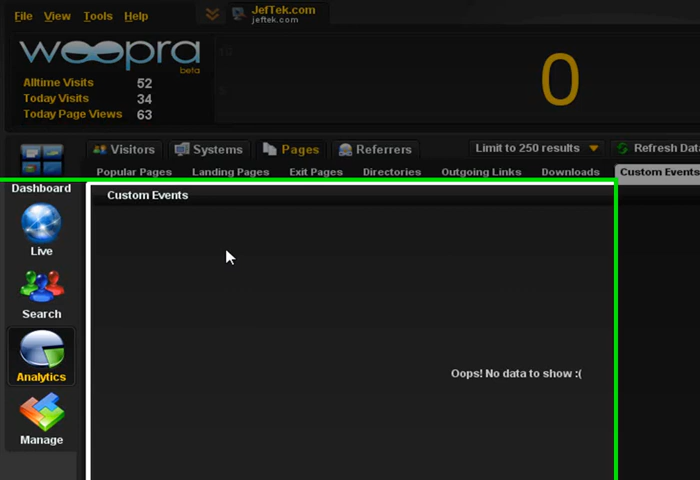 File View Tools Help
JefTek.com
jeftek.com
woopra
beta
Alltime Visits 52
Today Visits 34
Today Page Views 63
0
Visitors Systems Pages Referrers Limit to 250 results Refresh Data
Popular Pages Landing Pages Exit Pages Directories Outgoing Links Downloads Custom Events
Dashboard
Custom Events
Live
Search
Oops! No data to show :(
Analytics
Manage